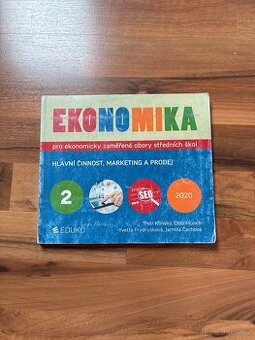 EKONOMIKA
pro ekonomicky zaměřené obory středních škol
HLAVNÍ ČINNOST, MARKETING A PRODEJ
2
SEO
2020
Petr Klínský, Otto Münch
Yvetta Frydryšková, Jarmila Čechová
EDUKO